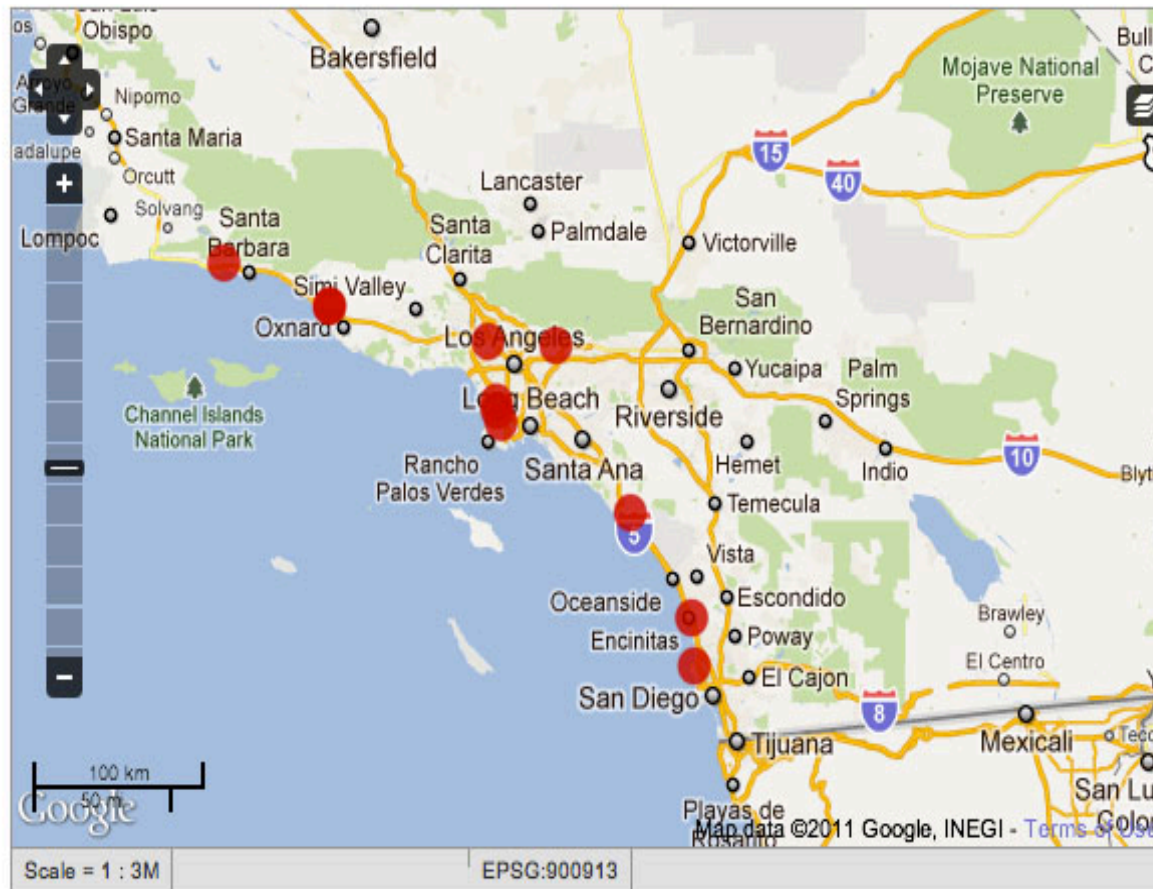 Obispo
Bakersfield
Mojave National
Preserve
Nipomo
Santa Maria
Orcutt
Solvang
Lompoc
Santa
Barbara
Lancaster
Palmdale
Santa
Clarita
15
40
Victorville
Simi Valley
Oxnard
Los Angeles
San
Bernardino
Yucaipa
Palm
Springs
Channel Islands
National Park
Long Beach
Riverside
Rancho
Palos Verdes
Santa Ana
Hemet
Indio
10
Temecula
5
Vista
Oceanside
Escondido
Encinitas
Poway
Brawley
El Centro
San Diego
El Cajon
8
Tijuana
Mexicali
100 km
50 mi
Google
Playas de
Rosarito
Map data ©2011 Google, INEGI - Terms of Use
Scale = 1 : 3M
EPSG:900913